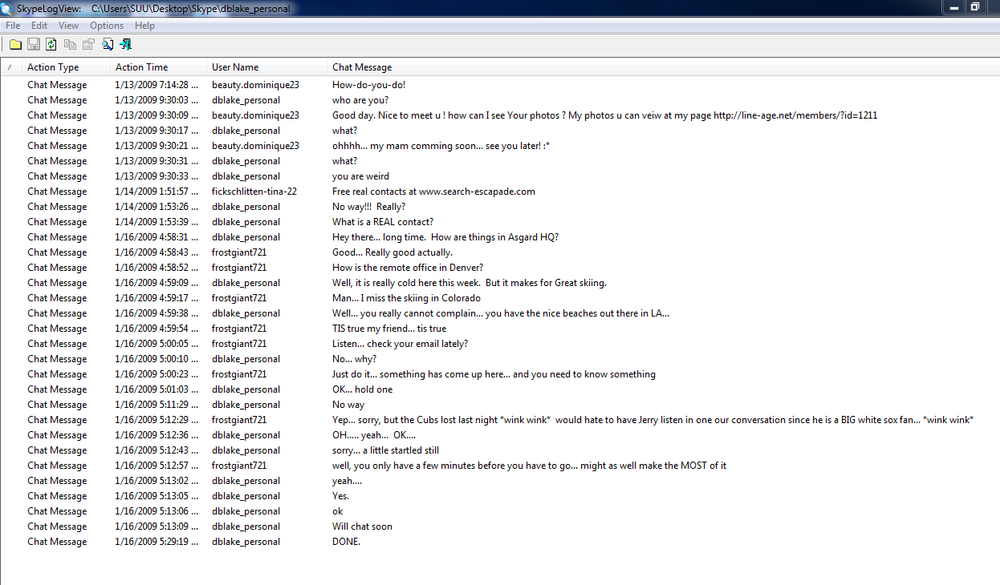 SkypeLogView: C:\Users\SUU\Desktop\Skype\dblake_personal
File Edit View Options Help
/ Action Type Action Time User Name Chat Message
Chat Message 1/13/2009 7:14:28 ... beauty.dominique23 How-do-you-do!
Chat Message 1/13/2009 9:30:03 ... dblake_personal who are you?
Chat Message 1/13/2009 9:30:09 ... beauty.dominique23 Good day. Nice to meet u ! how can I see Your photos ? My photos u can veiw at my page http://line-age.net/members/?id=1211
Chat Message 1/13/2009 9:30:17 ... dblake_personal what?
Chat Message 1/13/2009 9:30:21 ... beauty.dominique23 ohhhh... my mam comming soon... see you later! :*
Chat Message 1/13/2009 9:30:31 ... dblake_personal what?
Chat Message 1/13/2009 9:30:33 ... dblake_personal you are weird
Chat Message 1/14/2009 1:51:57 ... fickschlitten-tina-22 Free real contacts at www.search-escapade.com
Chat Message 1/14/2009 1:53:26 ... dblake_personal No way!!! Really?
Chat Message 1/14/2009 1:53:39 ... dblake_personal What is a REAL contact?
Chat Message 1/16/2009 4:58:31 ... dblake_personal Hey there... long time. How are things in Asgard HQ?
Chat Message 1/16/2009 4:58:43 ... frostgiant721 Good... Really good actually.
Chat Message 1/16/2009 4:58:52 ... frostgiant721 How is the remote office in Denver?
Chat Message 1/16/2009 4:59:09 ... dblake_personal Well, it is really cold here this week. But it makes for Great skiing.
Chat Message 1/16/2009 4:59:17 ... frostgiant721 Man... I miss the skiing in Colorado
Chat Message 1/16/2009 4:59:38 ... dblake_personal Well... you really cannot complain... you have the nice beaches out there in LA...
Chat Message 1/16/2009 4:59:54 ... frostgiant721 TIS true my friend... tis true
Chat Message 1/16/2009 5:00:05 ... frostgiant721 Listen... check your email lately?
Chat Message 1/16/2009 5:00:10 ... dblake_personal No... why?
Chat Message 1/16/2009 5:00:23 ... frostgiant721 Just do it... something has come up here... and you need to know something
Chat Message 1/16/2009 5:01:03 ... dblake_personal OK... hold one
Chat Message 1/16/2009 5:11:29 ... dblake_personal No way
Chat Message 1/16/2009 5:12:29 ... frostgiant721 Yep... sorry, but the Cubs lost last night *wink wink* would hate to have Jerry listen in one our conversation since he is a BIG white sox fan... *wink wink*
Chat Message 1/16/2009 5:12:36 ... dblake_personal OH..... yeah... OK....
Chat Message 1/16/2009 5:12:43 ... dblake_personal sorry... a little startled still
Chat Message 1/16/2009 5:12:57 ... frostgiant721 well, you only have a few minutes before you have to go... might as well make the MOST of it
Chat Message 1/16/2009 5:13:02 ... dblake_personal yeah....
Chat Message 1/16/2009 5:13:05 ... dblake_personal Yes.
Chat Message 1/16/2009 5:13:06 ... dblake_personal ok
Chat Message 1/16/2009 5:13:09 ... dblake_personal Will chat soon
Chat Message 1/16/2009 5:29:19 ... dblake_personal DONE.